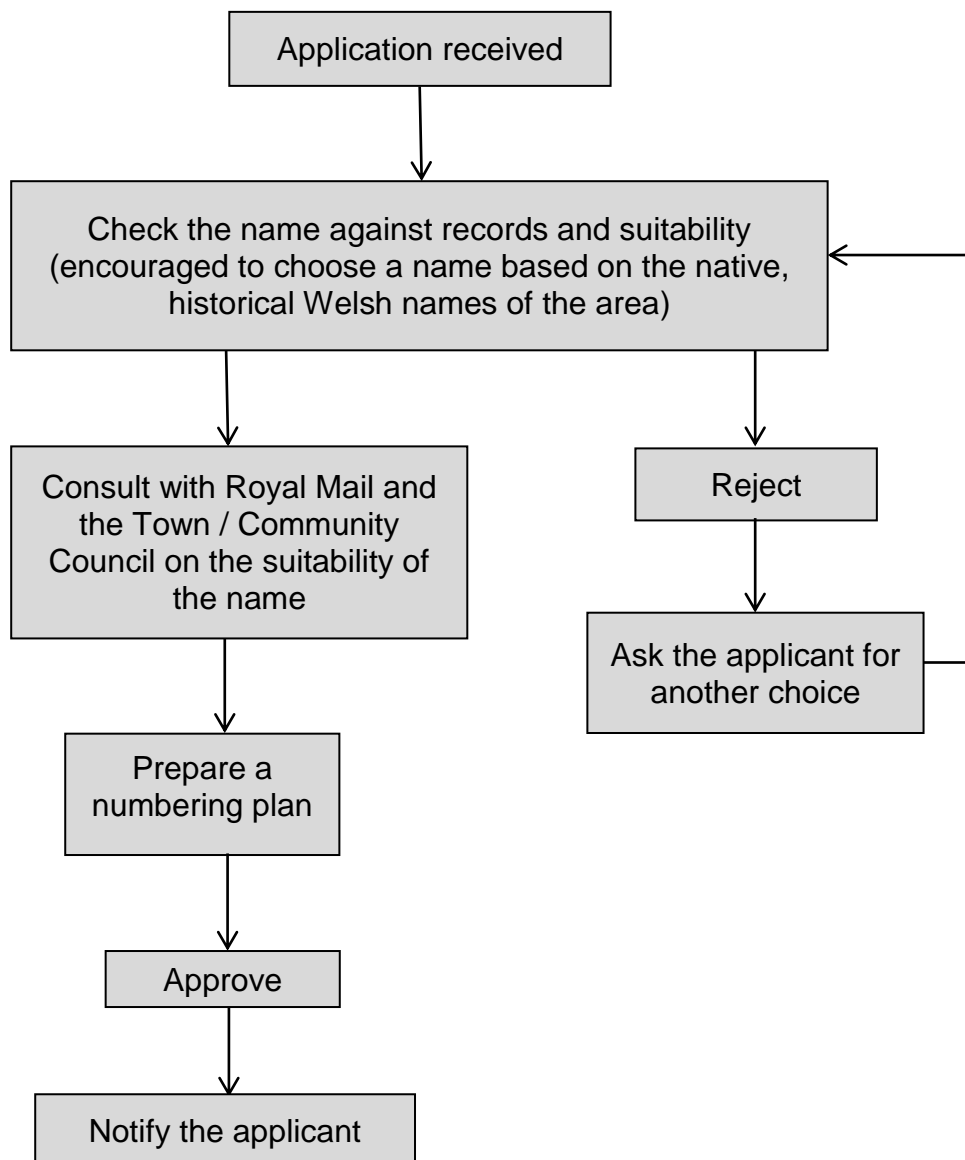 Application received
Check the name against records and suitability
(encouraged to choose a name based on the native,
historical Welsh names of the area)
Consult with Royal Mail and
the Town / Community
Council on the suitability of
the name
Reject
Ask the applicant for
another choice
Prepare a
numbering plan
Approve
Notify the applicant